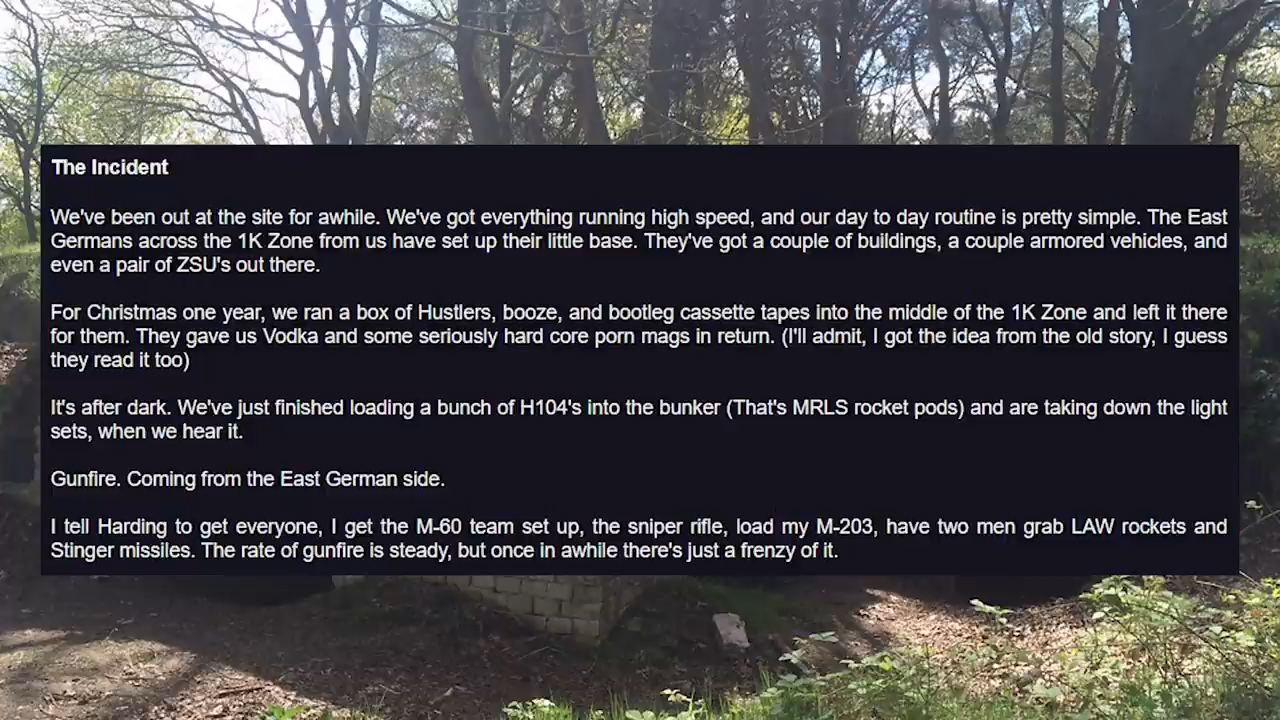 The Incident
We've been out at the site for awhile. We've got everything running high speed, and our day to day routine is pretty simple. The East
Germans across the 1K Zone from us have set up their little base. They've got a couple of buildings, a couple armored vehicles, and
even a pair of ZSU's out there.
For Christmas one year, we ran a box of Hustlers, booze, and bootleg cassette tapes into the middle of the 1K Zone and left it there
for them. They gave us Vodka and some seriously hard core porn mags in return. (I'll admit, I got the idea from the old story, I guess
they read it too)
It's after dark. We've just finished loading a bunch of H104's into the bunker (That's MRLS rocket pods) and are taking down the light
sets, when we hear it.
Gunfire. Coming from the East German side.
I tell Harding to get everyone, I get the M-60 team set up, the sniper rifle, load my M-203, have two men grab LAW rockets and
Stinger missiles. The rate of gunfire is steady, but once in awhile there's just a frenzy of it.